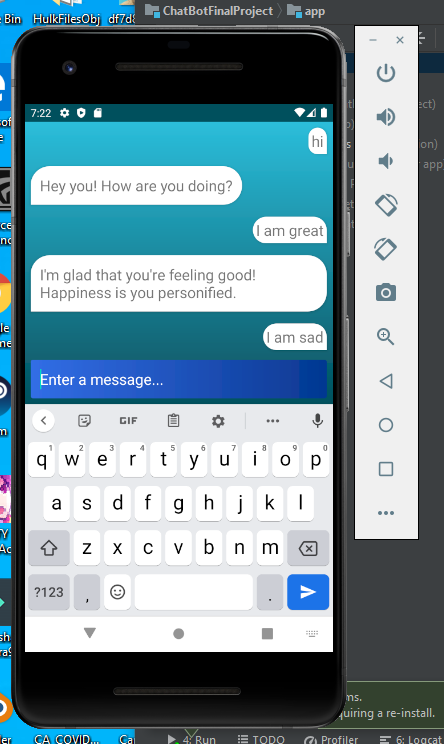 Bin
HulkFilesObj
df7d8
ChatBotFinalProject
app
7:22
hi
Hey you! How are you doing?
I am great
I'm glad that you're feeling good!
Happiness is you personified.
I am sad
Enter a message...
GIF
q 1 w 2 e 3 r 4 t 5 y 6 u 7 i 8 o 9 p 0
a s d f g h j k l
z x c v b n m
?123 , .
ms.
quiring a re-install.
CA_COVID...
4: Run
TODO
Profiler
6: Logcat